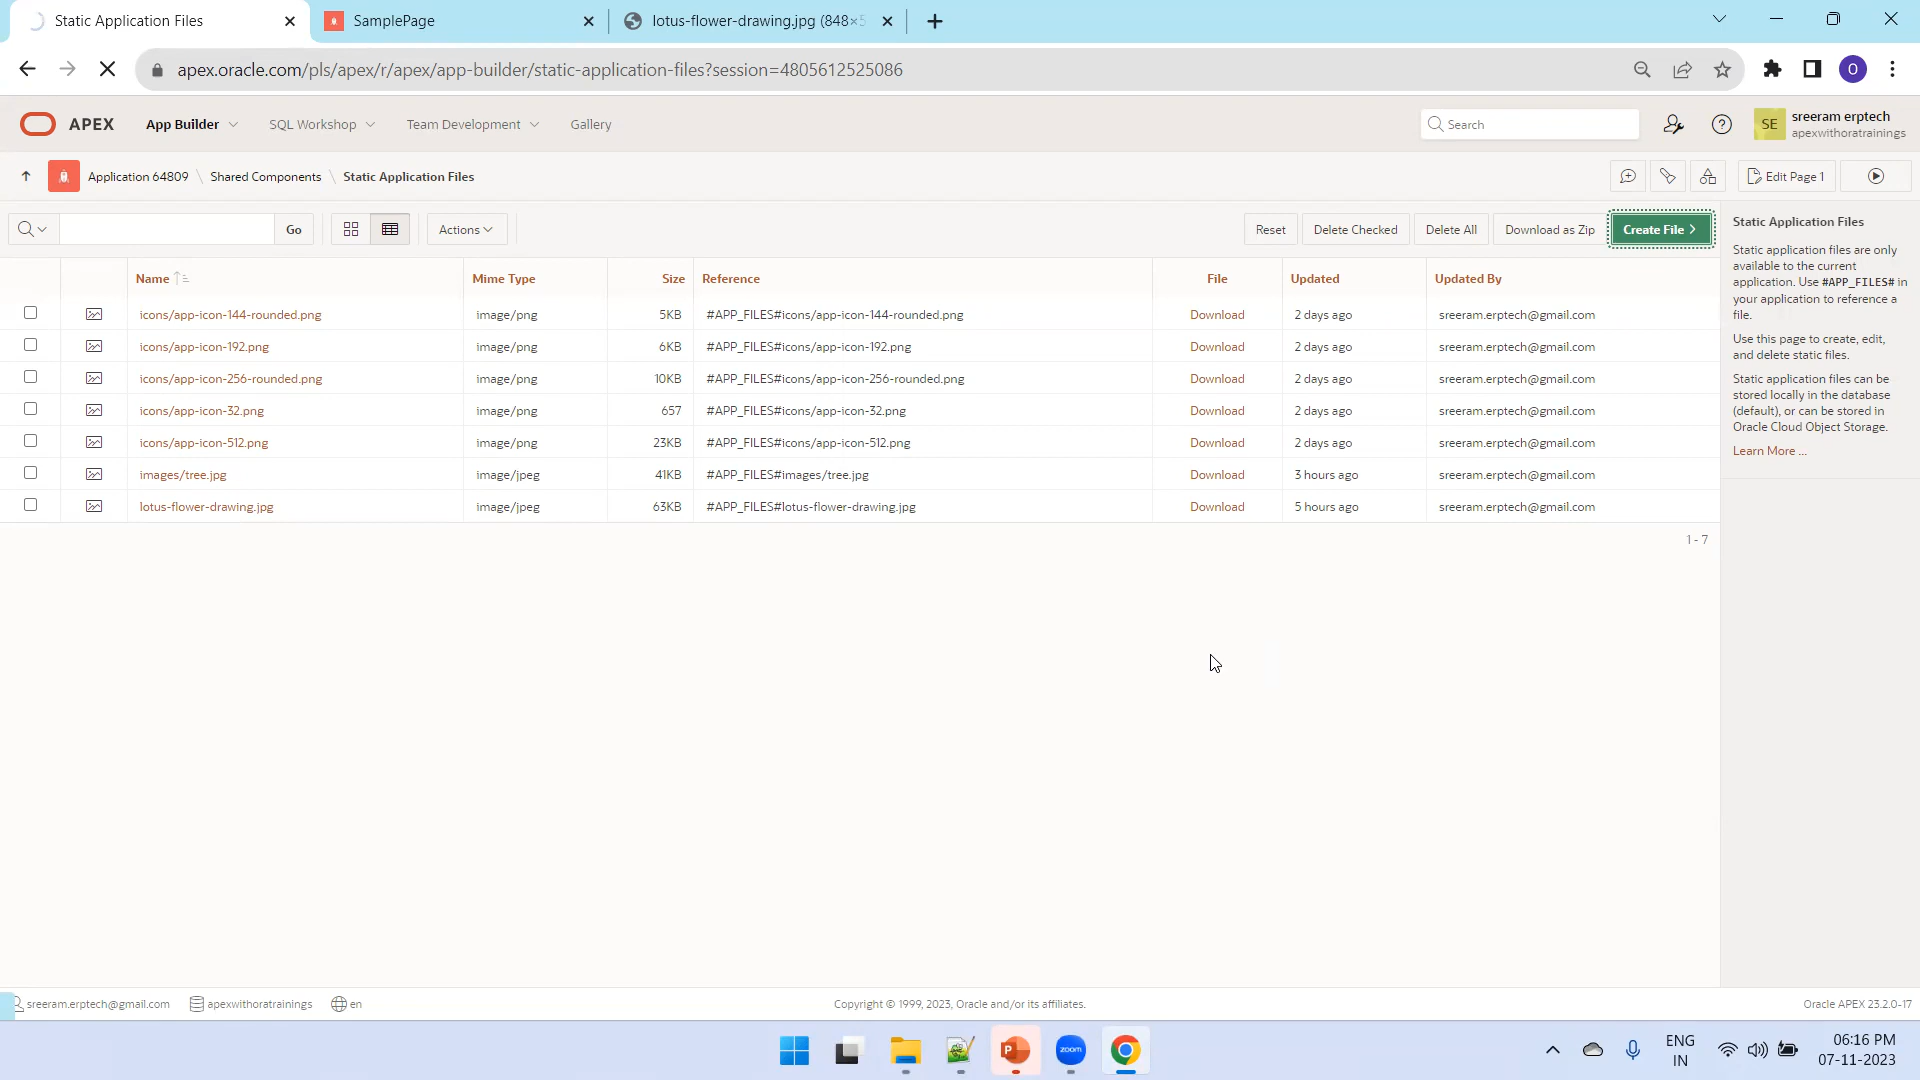 Static Application Files
SamplePage
lotus-flower-drawing.jpg (848×5
apex.oracle.com/pls/apex/r/apex/app-builder/static-application-files?session=4805612525086
O
APEX
App Builder
SQL Workshop
Team Development
Gallery
Search
SE
sreeram erptech
apexwithoratrainings
Application 64809 \ Shared Components \ Static Application Files
Edit Page 1
Go
Actions
Reset
Delete Checked
Delete All
Download as Zip
Create File
Name Mime Type Size Reference File Updated Updated By
icons/app-icon-144-rounded.png image/png 5KB #APP_FILES#icons/app-icon-144-rounded.png Download 2 days ago sreeram.erptech@gmail.com
icons/app-icon-192.png image/png 6KB #APP_FILES#icons/app-icon-192.png Download 2 days ago sreeram.erptech@gmail.com
icons/app-icon-256-rounded.png image/png 10KB #APP_FILES#icons/app-icon-256-rounded.png Download 2 days ago sreeram.erptech@gmail.com
icons/app-icon-32.png image/png 657 #APP_FILES#icons/app-icon-32.png Download 2 days ago sreeram.erptech@gmail.com
icons/app-icon-512.png image/png 23KB #APP_FILES#icons/app-icon-512.png Download 2 days ago sreeram.erptech@gmail.com
images/tree.jpg image/jpeg 41KB #APP_FILES#images/tree.jpg Download 3 hours ago sreeram.erptech@gmail.com
lotus-flower-drawing.jpg image/jpeg 63KB #APP_FILES#lotus-flower-drawing.jpg Download 5 hours ago sreeram.erptech@gmail.com
1 - 7
Static Application Files
Static application files are only
available to the current
application. Use #APP_FILES# in
your application to reference a
file.
Use this page to create, edit,
and delete static files.
Static application files can be
stored locally in the database
(default), or can be stored in
Oracle Cloud Object Storage.
Learn More ...
sreeram.erptech@gmail.com
apexwithoratrainings
en
Copyright © 1999, 2023, Oracle and/or its affiliates.
Oracle APEX 23.2.0-17
P
zoom
ENG
IN
06:16 PM
07-11-2023